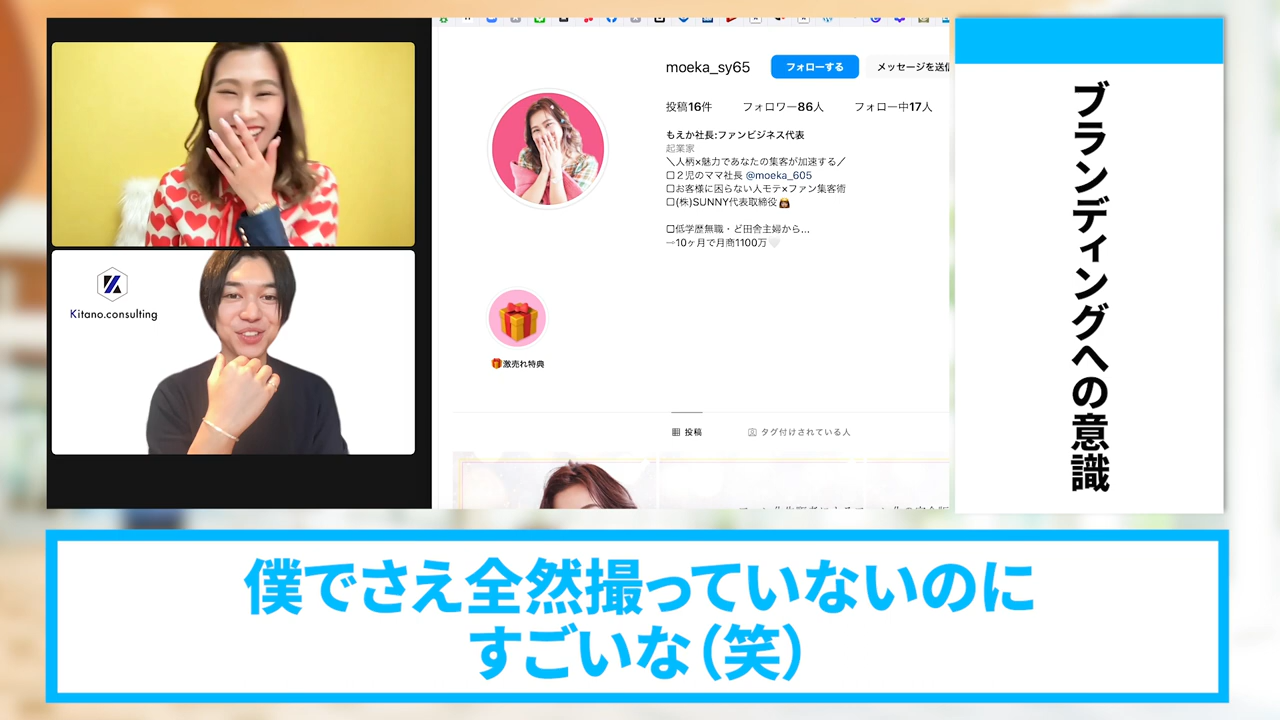 moeka_sy65
フォローする
メッセージを送信
投稿16件 フォロワー86人 フォロー中17人
もえか社長:ファンビジネス代表
起業家
＼人柄×魅力であなたの集客が加速する／
▢２児のママ社長 @moeka_605
▢お客様に困らない人モテ×ファン集客術
▢(株)SUNNY代表取締役
▢低学歴無職・ど田舎主婦から…
→10ヶ月で月商1100万
激売れ特典
投稿
タグ付けされている人
Kitano.consulting
ブランディングへの意識
僕でさえ全然撮っていないのに
すごいな（笑）